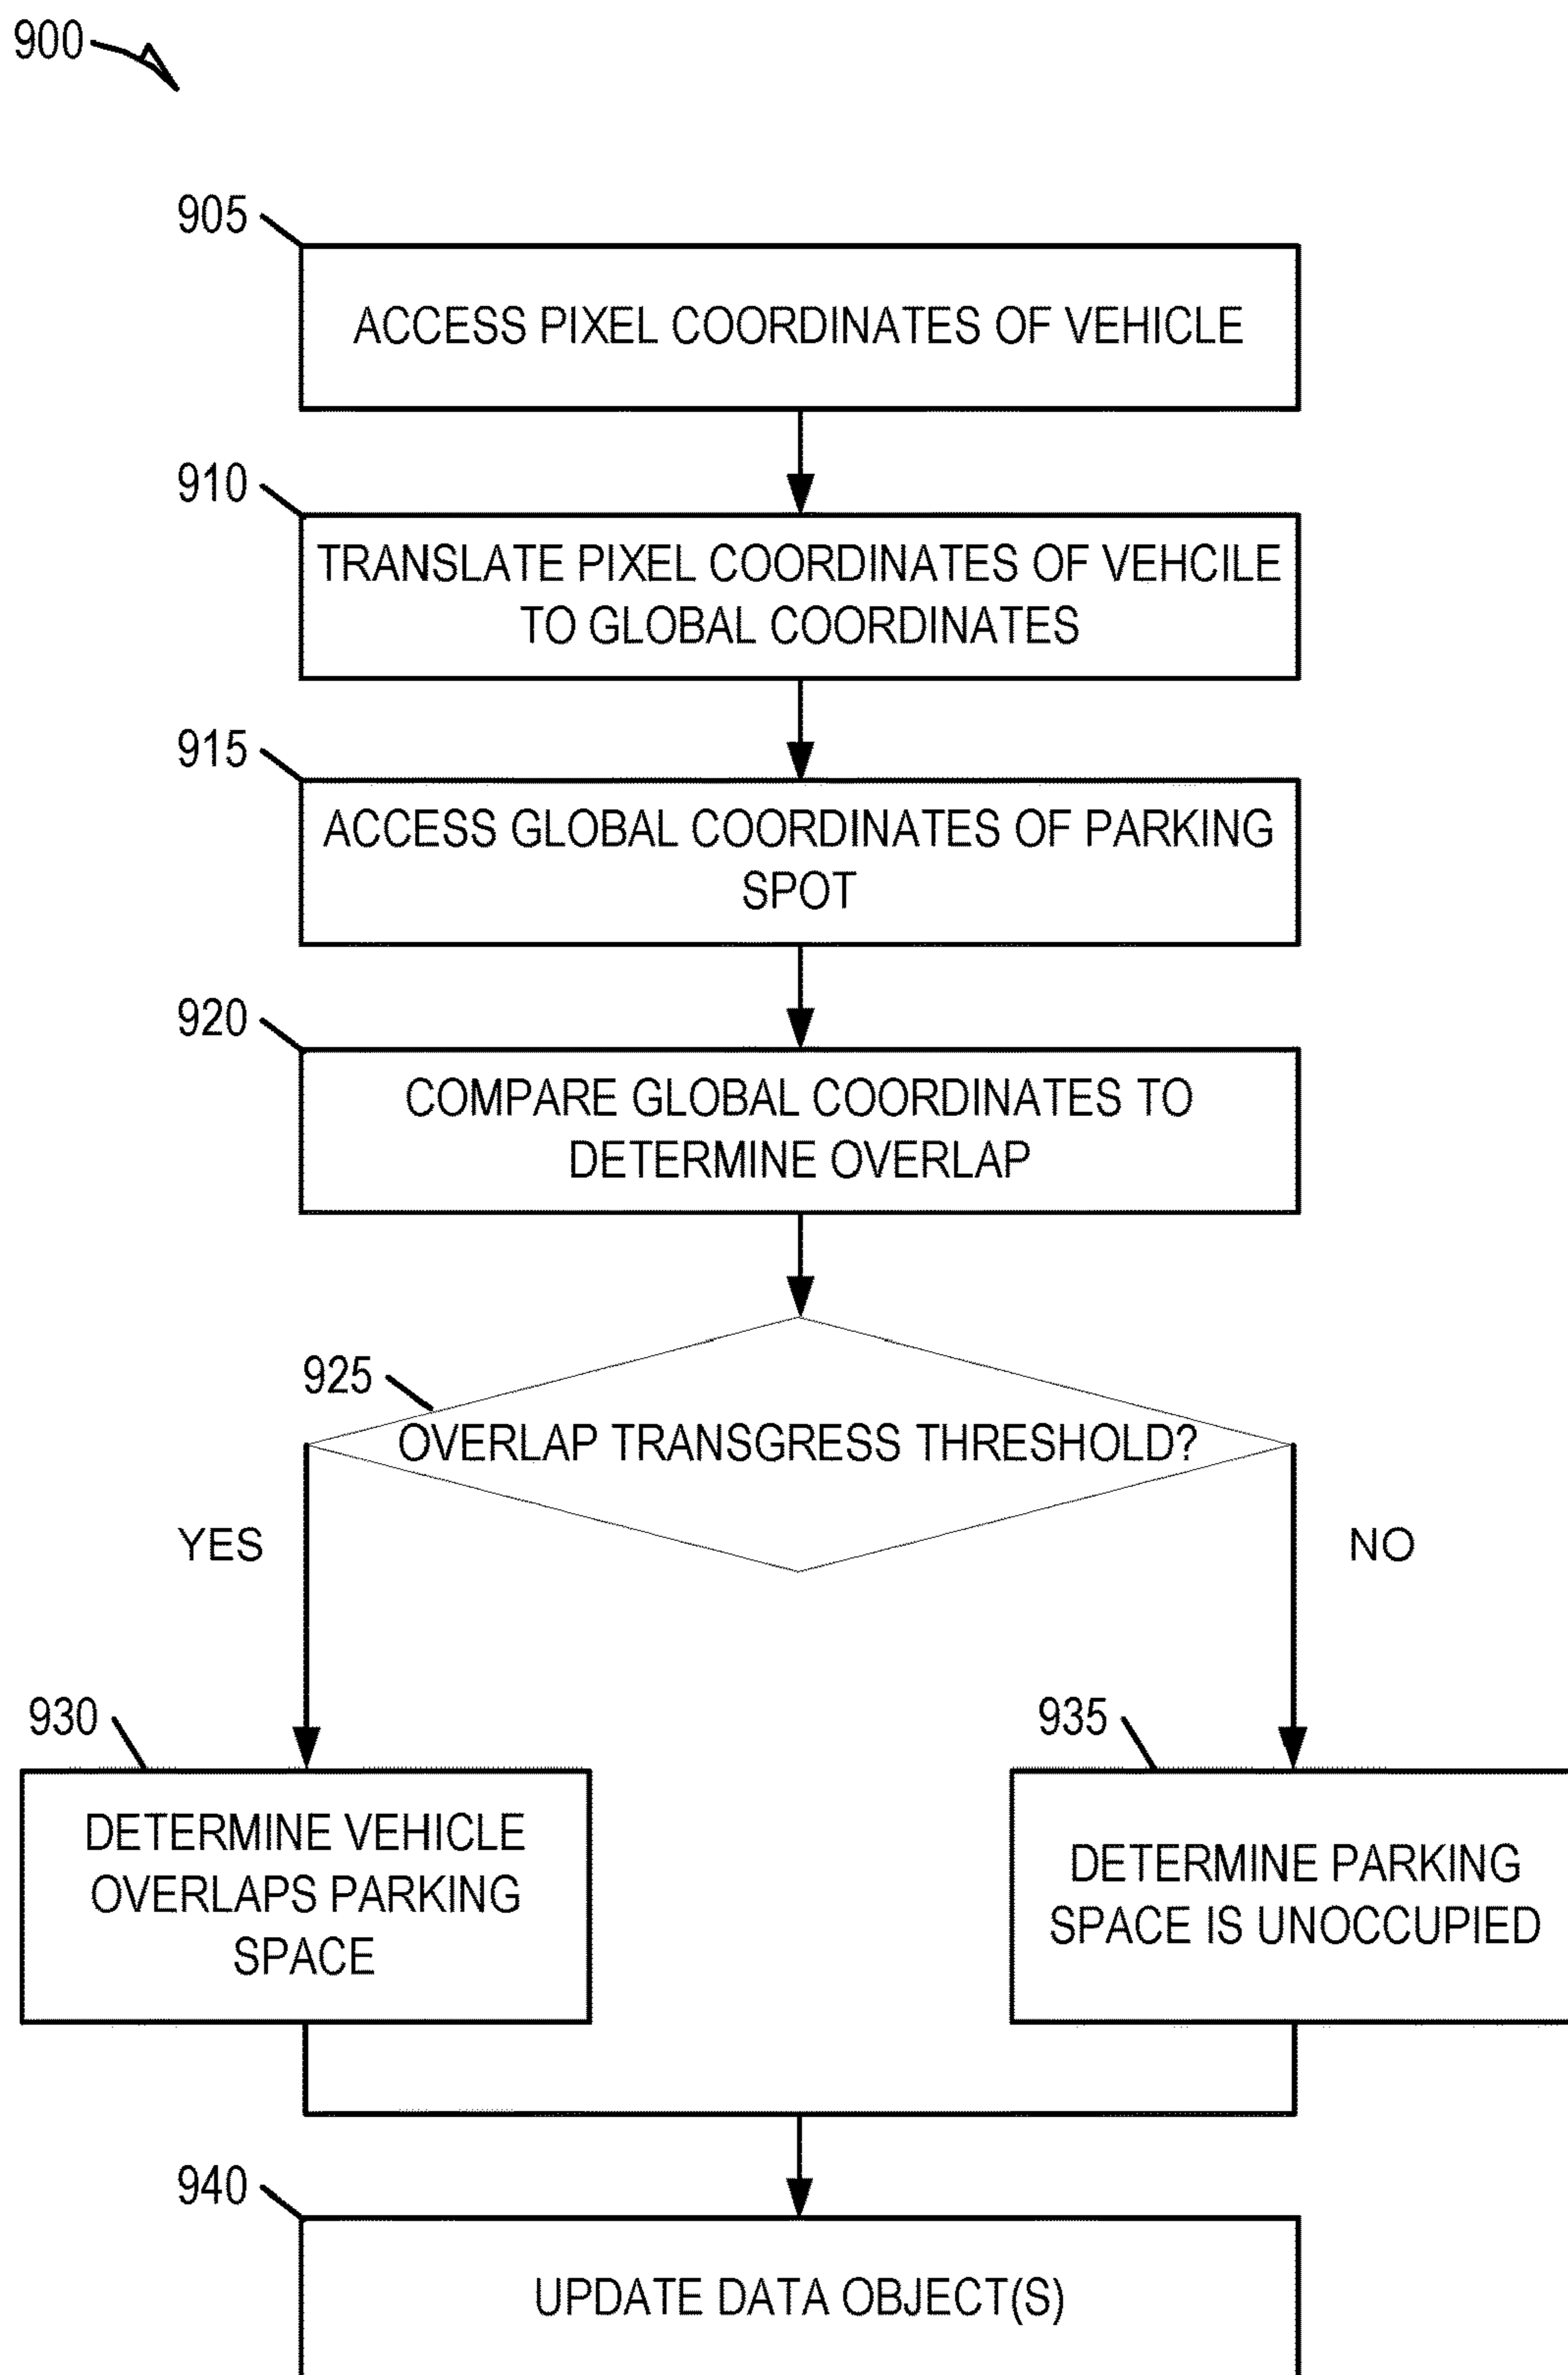 900
905
ACCESS PIXEL COORDINATES OF VEHICLE
910
TRANSLATE PIXEL COORDINATES OF VEHCILE
TO GLOBAL COORDINATES
915
ACCESS GLOBAL COORDINATES OF PARKING
SPOT
920
COMPARE GLOBAL COORDINATES TO
DETERMINE OVERLAP
925
OVERLAP TRANSGRESS THRESHOLD?
YES
NO
930
DETERMINE VEHICLE
OVERLAPS PARKING
SPACE
935
DETERMINE PARKING
SPACE IS UNOCCUPIED
940
UPDATE DATA OBJECT(S)